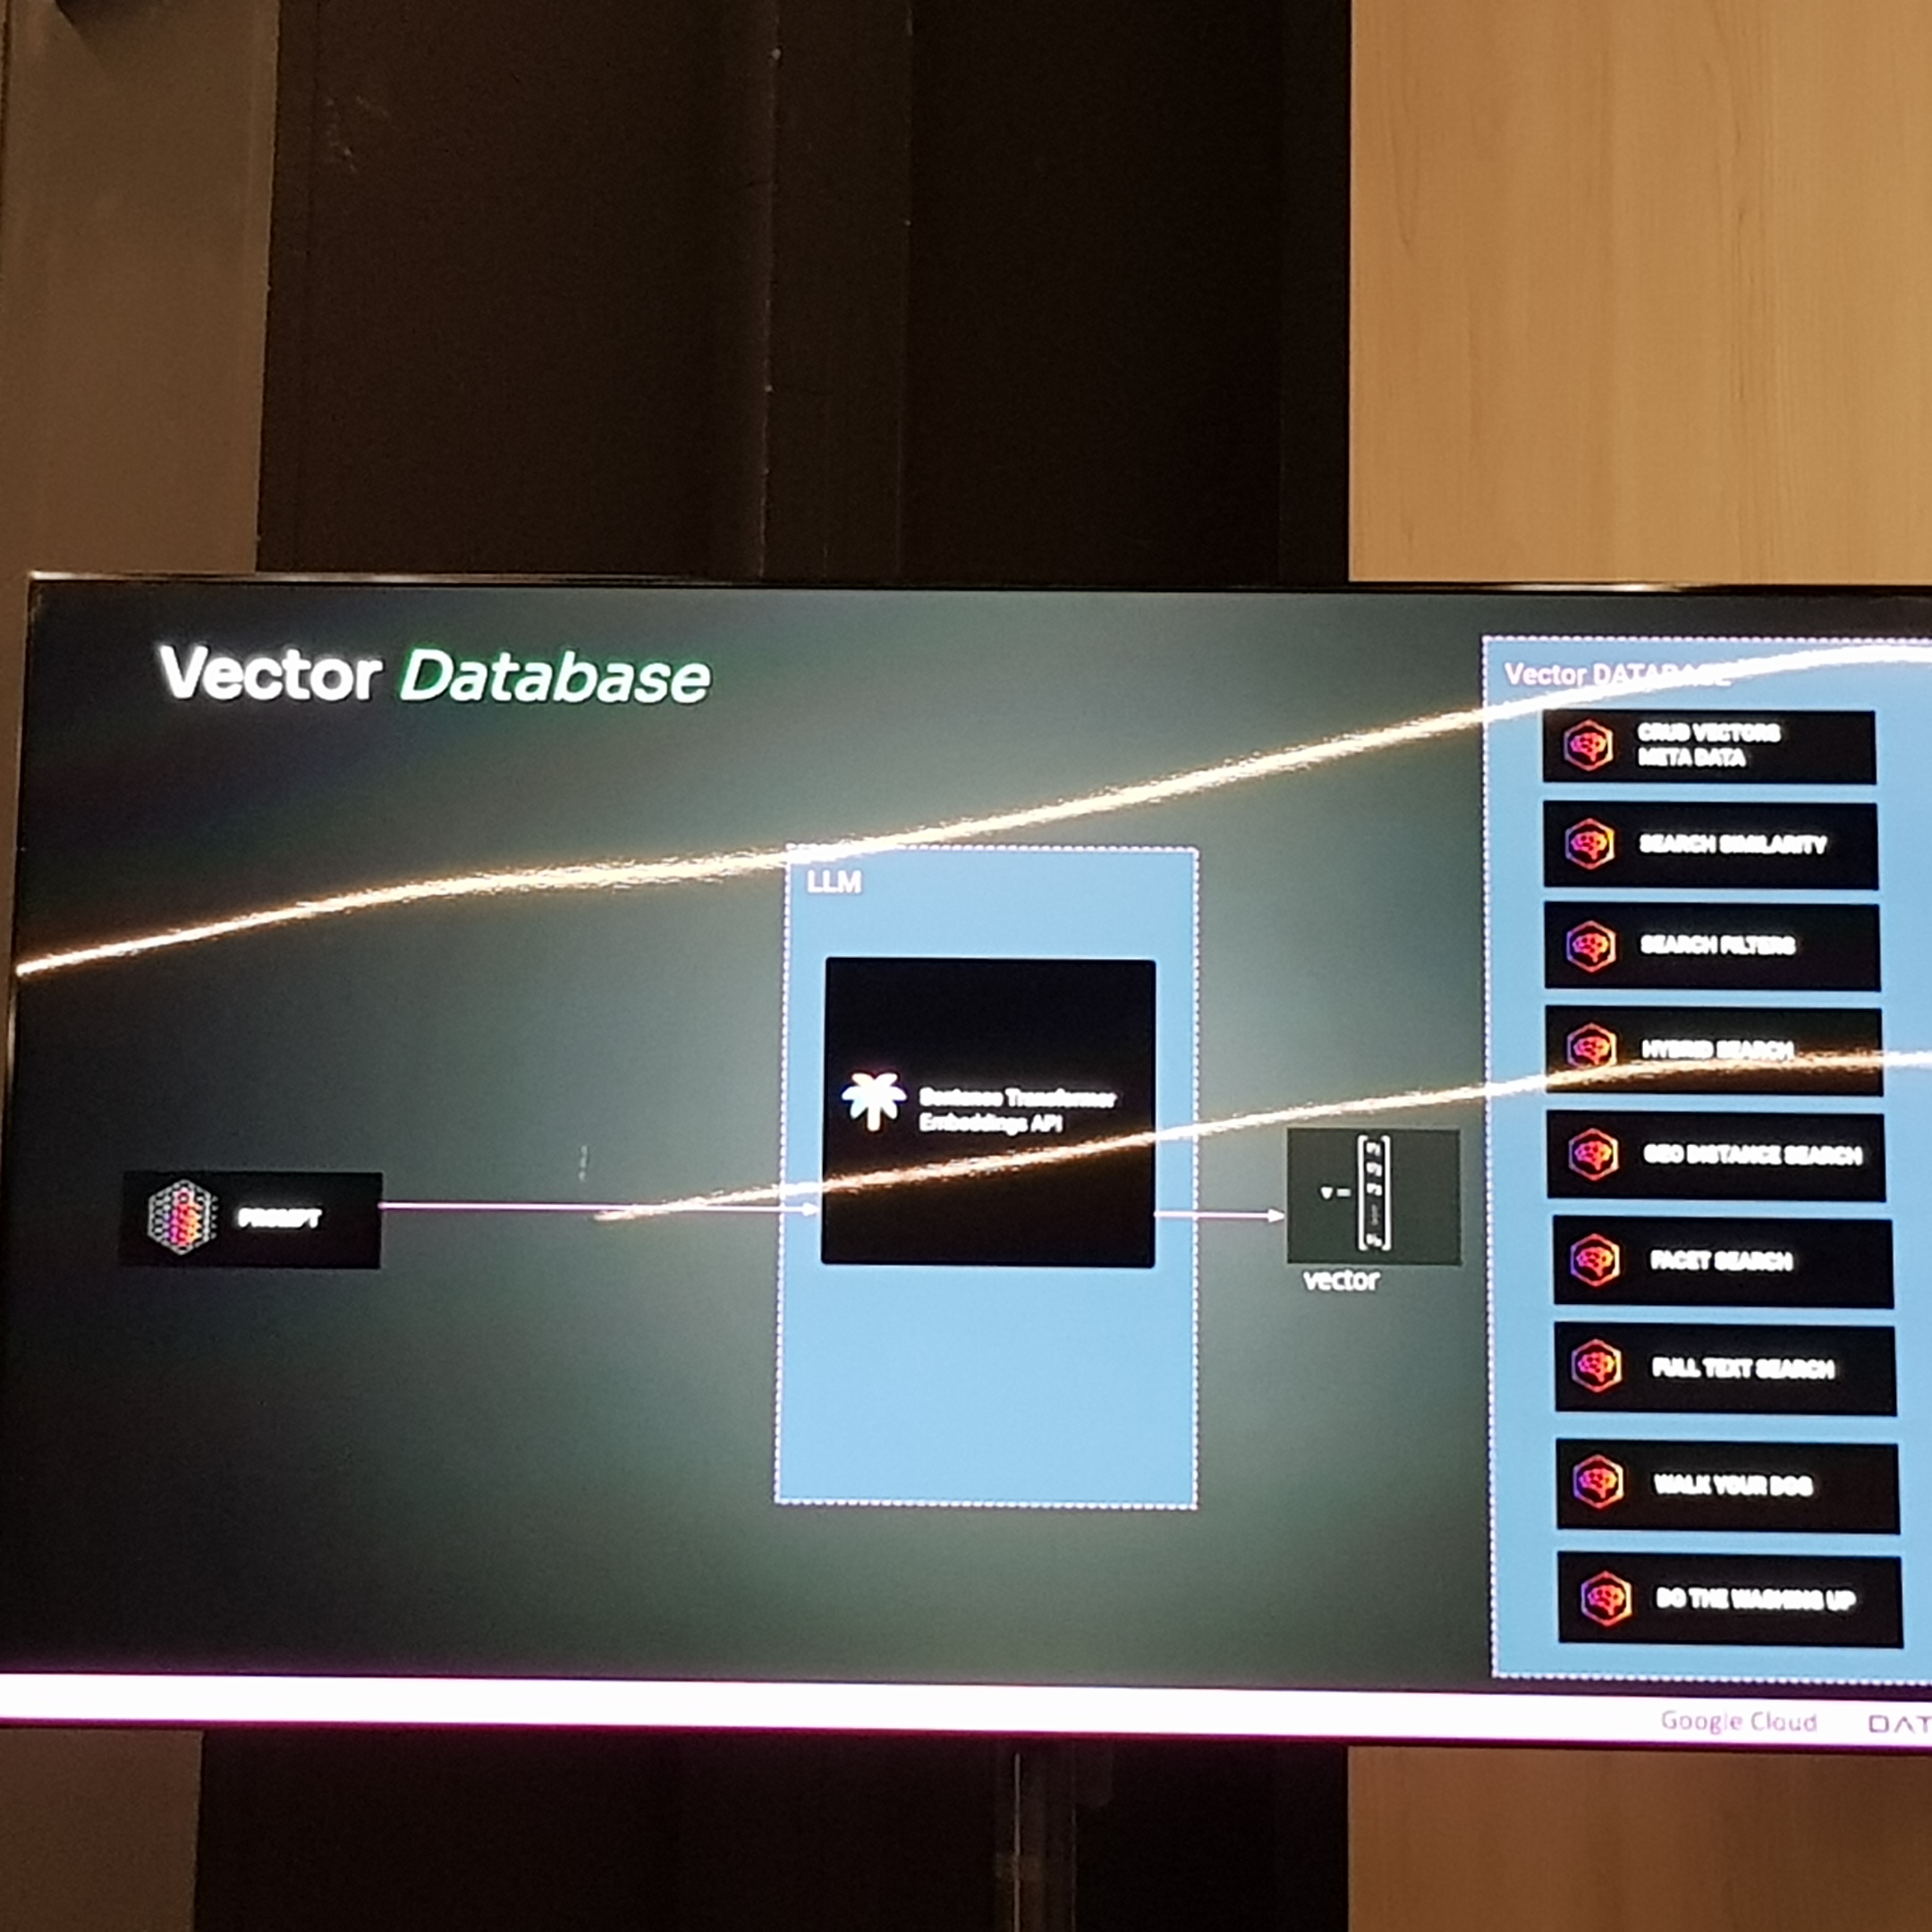 Vector Database
Vector DATABASE
CRUD VECTORS
META DATA
SEARCH SIMILARITY
SEARCH FILTERS
HYBRID SEARCH
GEO DISTANCE SEARCH
FACET SEARCH
FULL TEXT SEARCH
WALK YOUR DOG
DO THE WASHING UP
LLM
Sentence Transformer
Embeddings API
PROMPT
v =
vector
Google Cloud
DAT